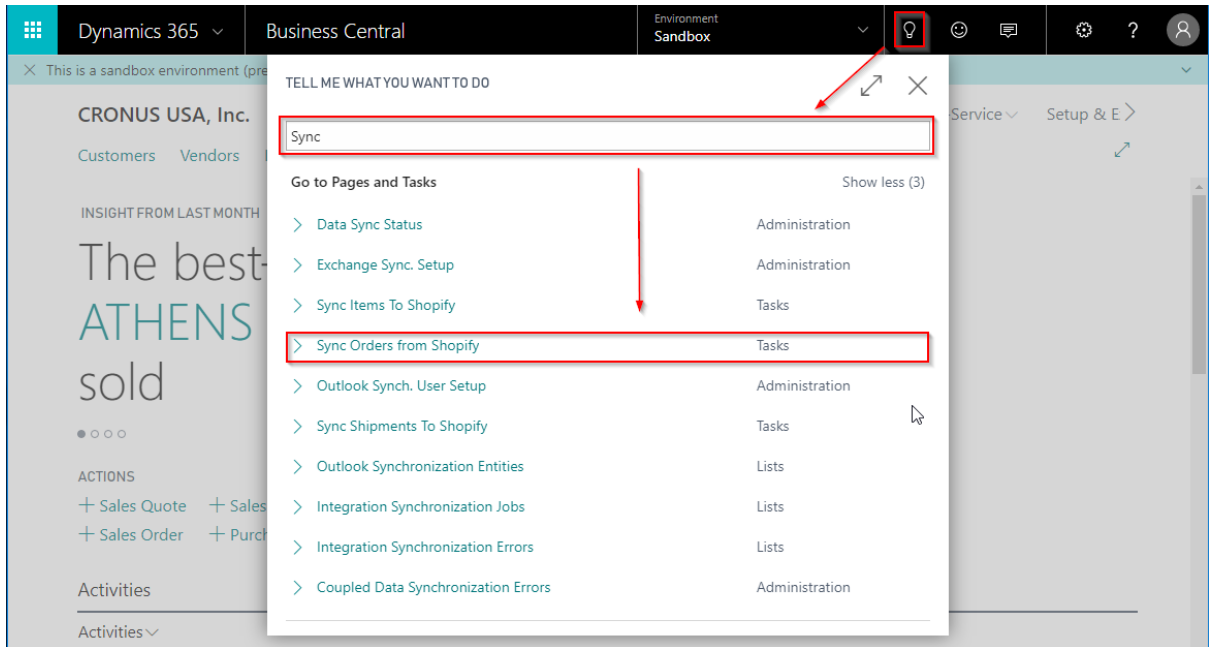 Dynamics 365
Business Central
Environment
Sandbox
?
This is a sandbox environment (pre
TELL ME WHAT YOU WANT TO DO
CRONUS USA, Inc.
Service
Setup & E
Sync
Customers Vendors
Go to Pages and Tasks Show less (3)
INSIGHT FROM LAST MONTH
Data Sync Status Administration
The best-
Exchange Sync. Setup Administration
ATHENS
Sync Items To Shopify Tasks
sold
Sync Orders from Shopify Tasks
Outlook Synch. User Setup Administration
Sync Shipments To Shopify Tasks
Outlook Synchronization Entities Lists
ACTIONS
+ Sales Quote + Sales
Integration Synchronization Jobs Lists
+ Sales Order + Purch
Integration Synchronization Errors Lists
Activities
Coupled Data Synchronization Errors Administration
Activities